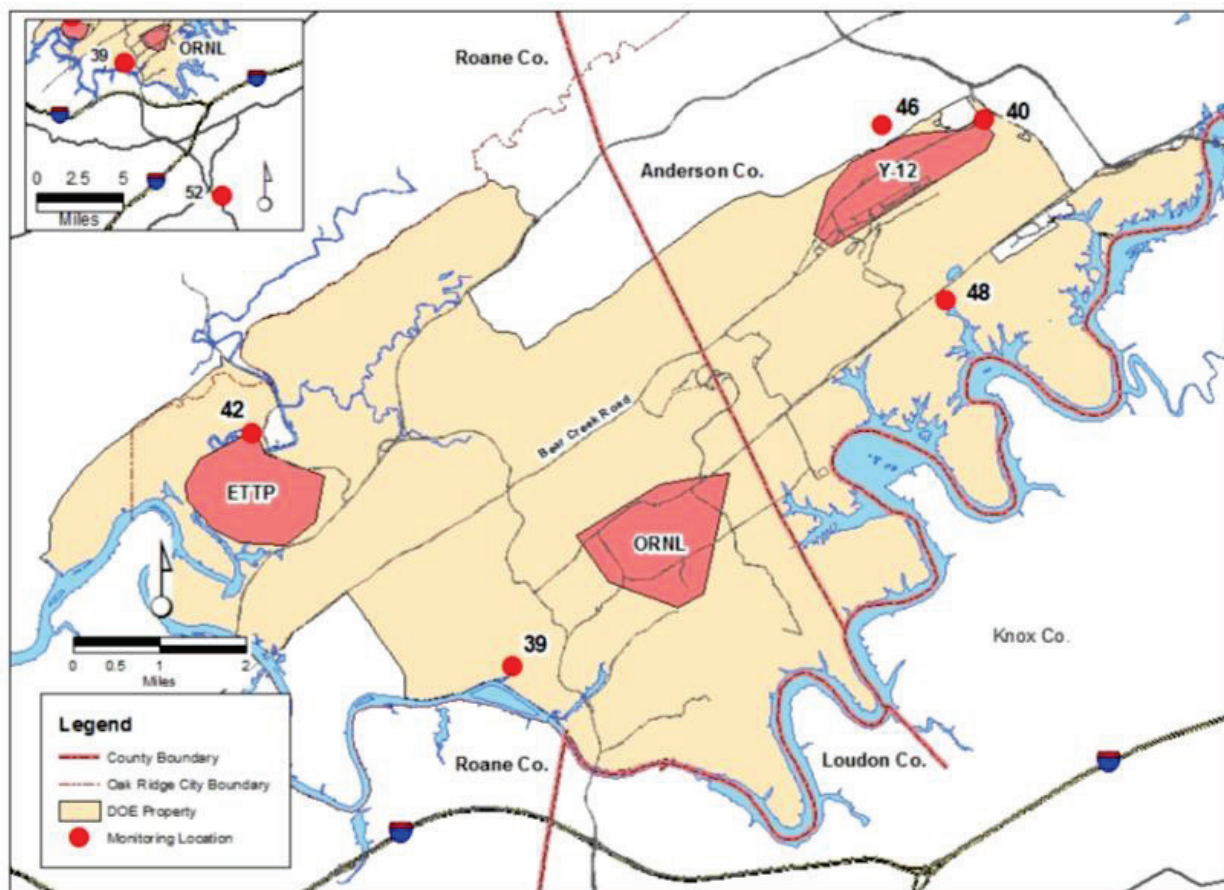 ORNL
39
0 2.5 5
Miles
52
Roane Co.
46
40
Anderson Co.
Y-12
48
42
Bear Creek Road
ETTP
ORNL
Knox Co.
39
0 0.5 1 2
Miles
Roane Co.
Loudon Co.
Legend
County Boundary
Oak Ridge City Boundary
DOE Property
Monitoring Location